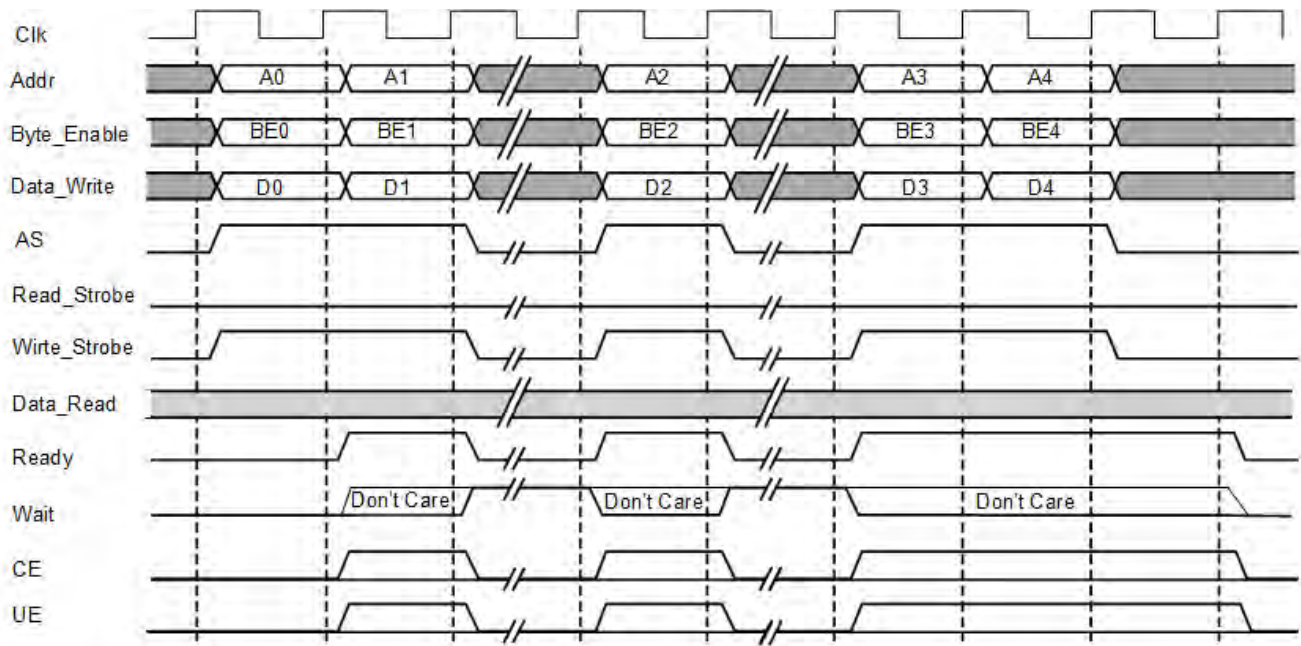 Clk
Addr A0 A1 A2 A3 A4
Byte_Enable BE0 BE1 BE2 BE3 BE4
Data_Write D0 D1 D2 D3 D4
AS
Read_Strobe
Wirte_Strobe
Data_Read
Ready
Wait Don't Care Don't Care Don't Care
CE
UE